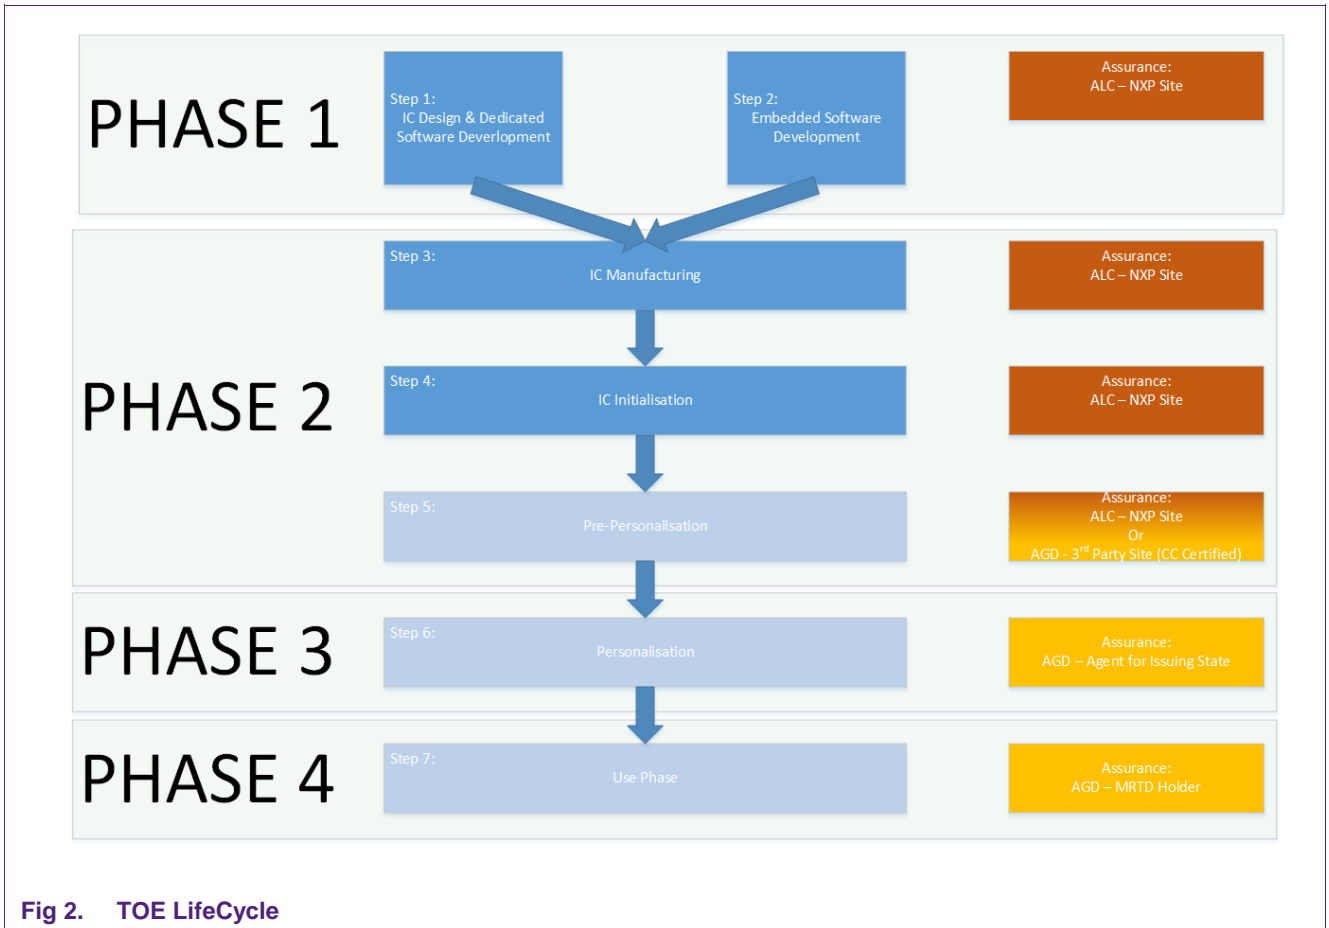 PHASE 1
Step 1:
IC Design & Dedicated
Software Deverlopment
Step 2:
Embedded Software
Development
Assurance:
ALC – NXP Site
PHASE 2
Step 3:
IC Manufacturing
Assurance:
ALC – NXP Site
Step 4:
IC Initialisation
Assurance:
ALC – NXP Site
Step 5:
Pre-Personalisation
Assurance:
ALC – NXP Site
Or
AGD - 3rd Party Site (CC Certified)
PHASE 3
Step 6:
Personalisation
Assurance:
AGD – Agent for Issuing State
PHASE 4
Step 7:
Use Phase
Assurance:
AGD – MRTD Holder
Fig 2. TOE LifeCycle